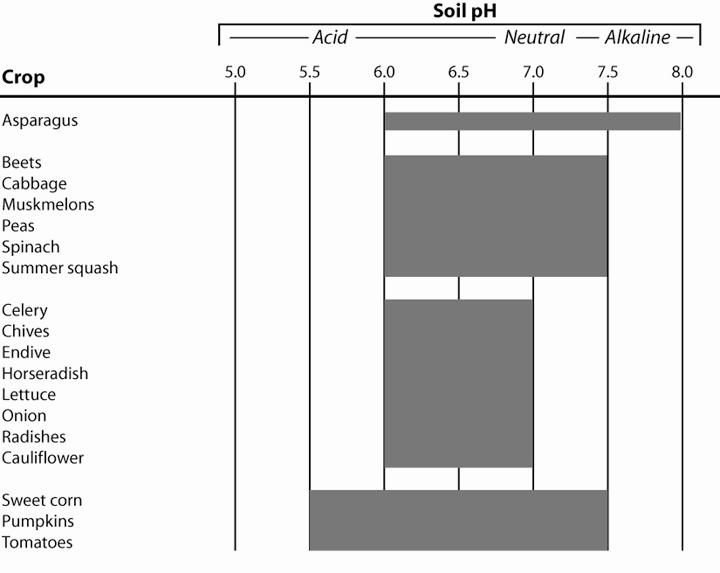 Soil pH
Acid Neutral Alkaline
Crop 5.0 5.5 6.0 6.5 7.0 7.5 8.0
Asparagus
Beets
Cabbage
Muskmelons
Peas
Spinach
Summer squash
Celery
Chives
Endive
Horseradish
Lettuce
Onion
Radishes
Cauliflower
Sweet corn
Pumpkins
Tomatoes